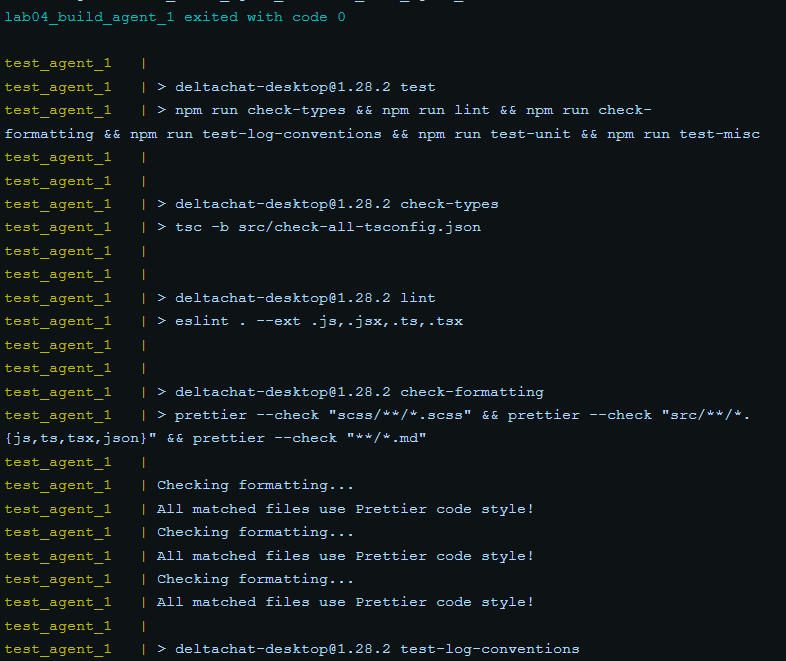 lab04_build_agent_1 exited with code 0
test_agent_1   |
test_agent_1   | > deltachat-desktop@1.28.2 test
test_agent_1   | > npm run check-types && npm run lint && npm run check-
formatting && npm run test-log-conventions && npm run test-unit && npm run test-misc
test_agent_1   |
test_agent_1   |
test_agent_1   | > deltachat-desktop@1.28.2 check-types
test_agent_1   | > tsc -b src/check-all-tsconfig.json
test_agent_1   |
test_agent_1   |
test_agent_1   | > deltachat-desktop@1.28.2 lint
test_agent_1   | > eslint . --ext .js,.jsx,.ts,.tsx
test_agent_1   |
test_agent_1   |
test_agent_1   | > deltachat-desktop@1.28.2 check-formatting
test_agent_1   | > prettier --check "scss/**/*.scss" && prettier --check "src/**/*.
{js,ts,tsx,json}" && prettier --check "**/*.md"
test_agent_1   |
test_agent_1   | Checking formatting...
test_agent_1   | All matched files use Prettier code style!
test_agent_1   | Checking formatting...
test_agent_1   | All matched files use Prettier code style!
test_agent_1   | Checking formatting...
test_agent_1   | All matched files use Prettier code style!
test_agent_1   |
test_agent_1   | > deltachat-desktop@1.28.2 test-log-conventions